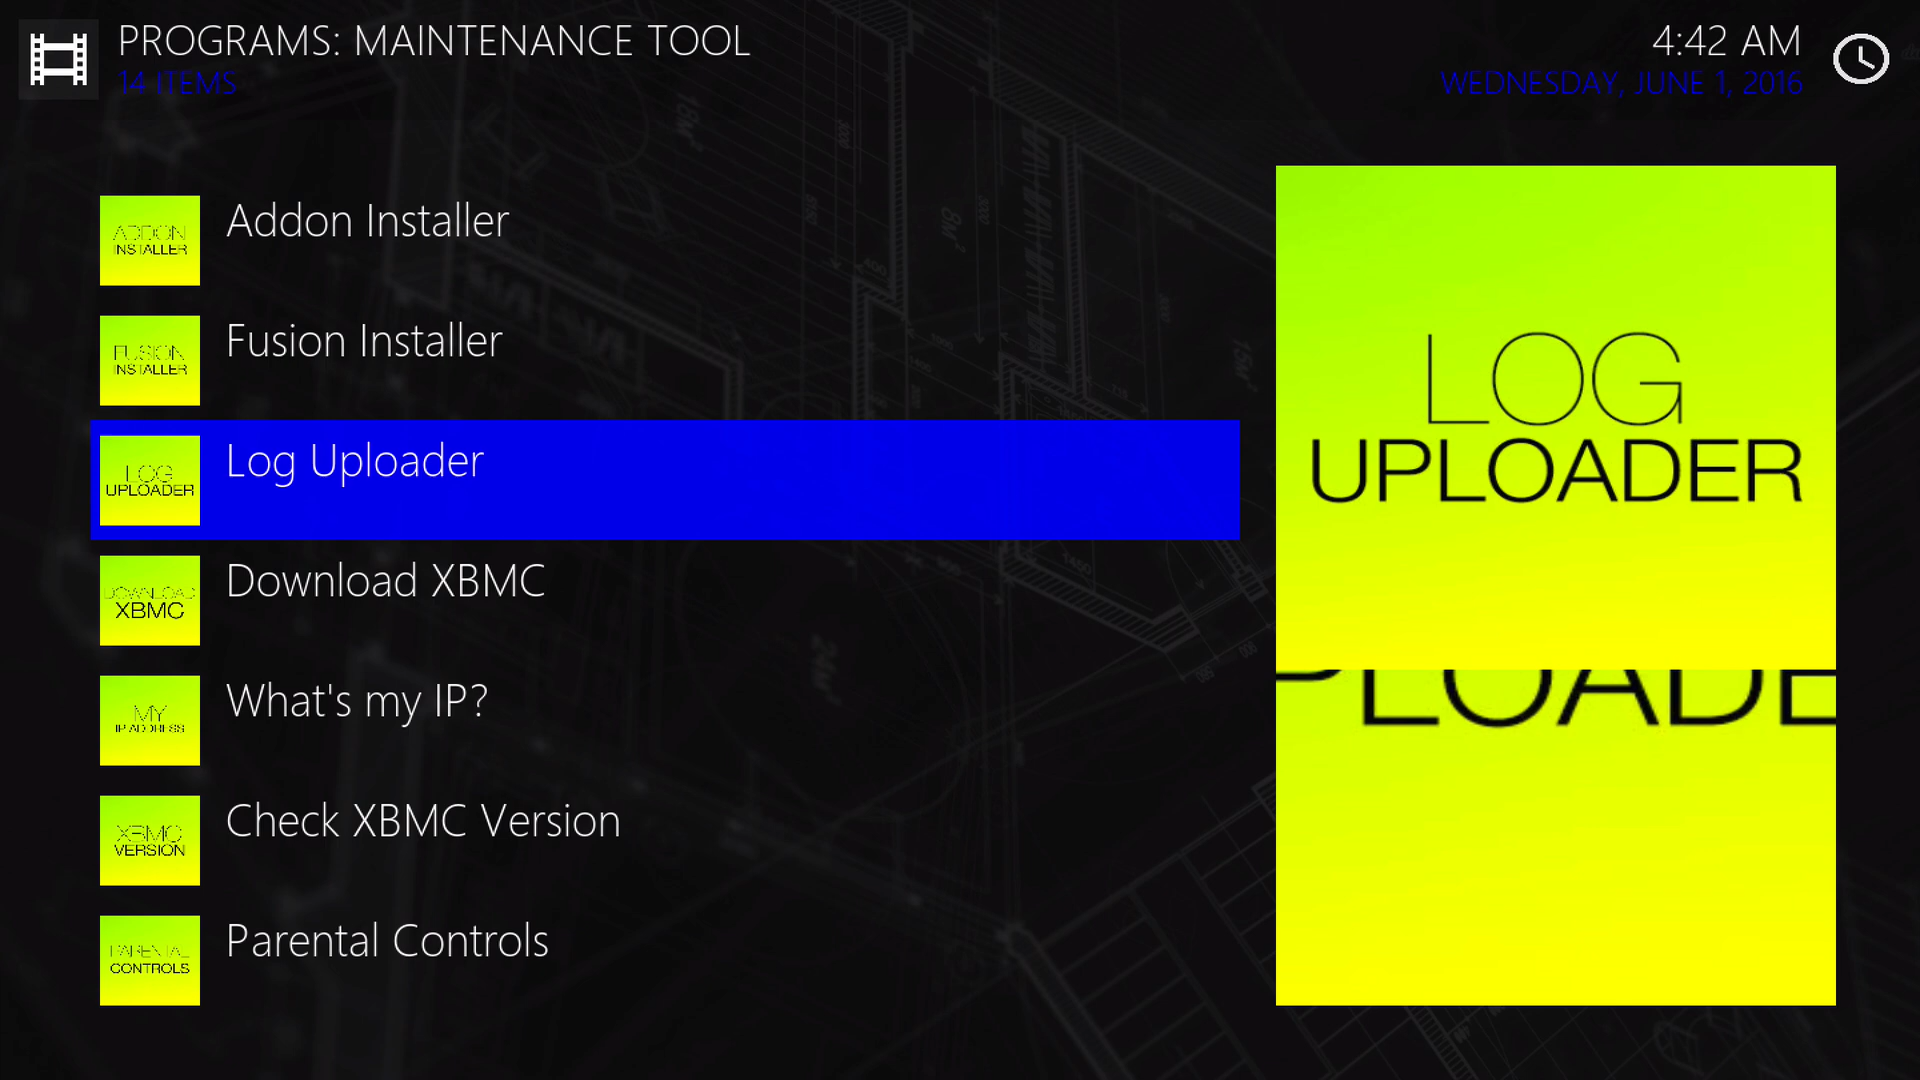 PROGRAMS: MAINTENANCE TOOL
14 ITEMS
4:42 AM
WEDNESDAY, JUNE 1, 2016
ADDON
INSTALLER
Addon Installer
FUSION
INSTALLER
Fusion Installer
LOG
UPLOADER
Log Uploader
DOWNLOAD
XBMC
Download XBMC
MY
IP ADDRESS
What's my IP?
XBMC
VERSION
Check XBMC Version
PARENTAL
CONTROLS
Parental Controls
LOG
UPLOADER
PLOADE